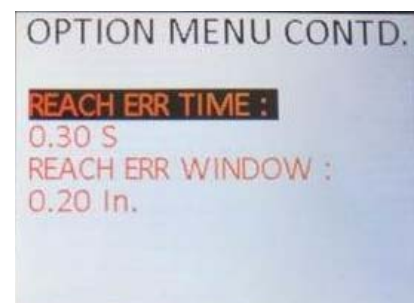 OPTION MENU CONTD.
REACH ERR TIME :
0.30 S
REACH ERR WINDOW :
0.20 In.